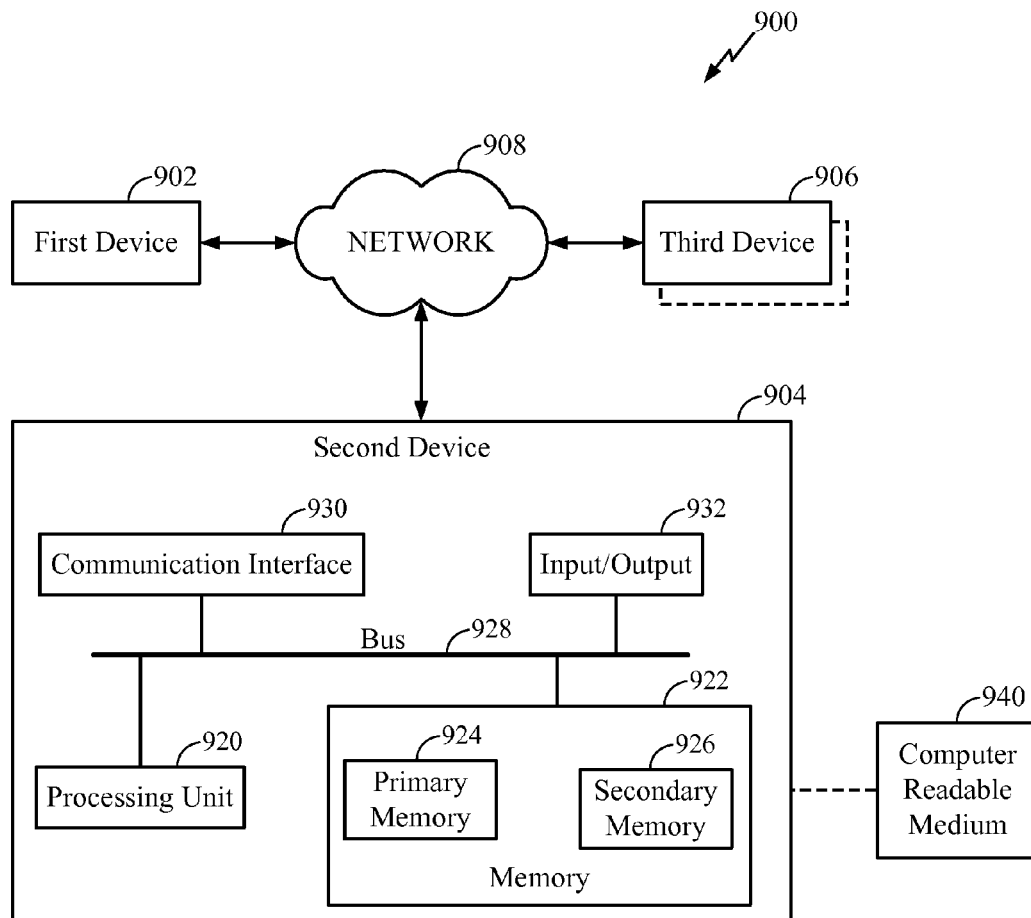 900
908
902
906
First Device
NETWORK
Third Device
904
Second Device
930
932
Communication Interface
Input/Output
Bus
928
922
940
920
924
926
Processing Unit
Primary
Memory
Secondary
Memory
Memory
Computer
Readable
Medium